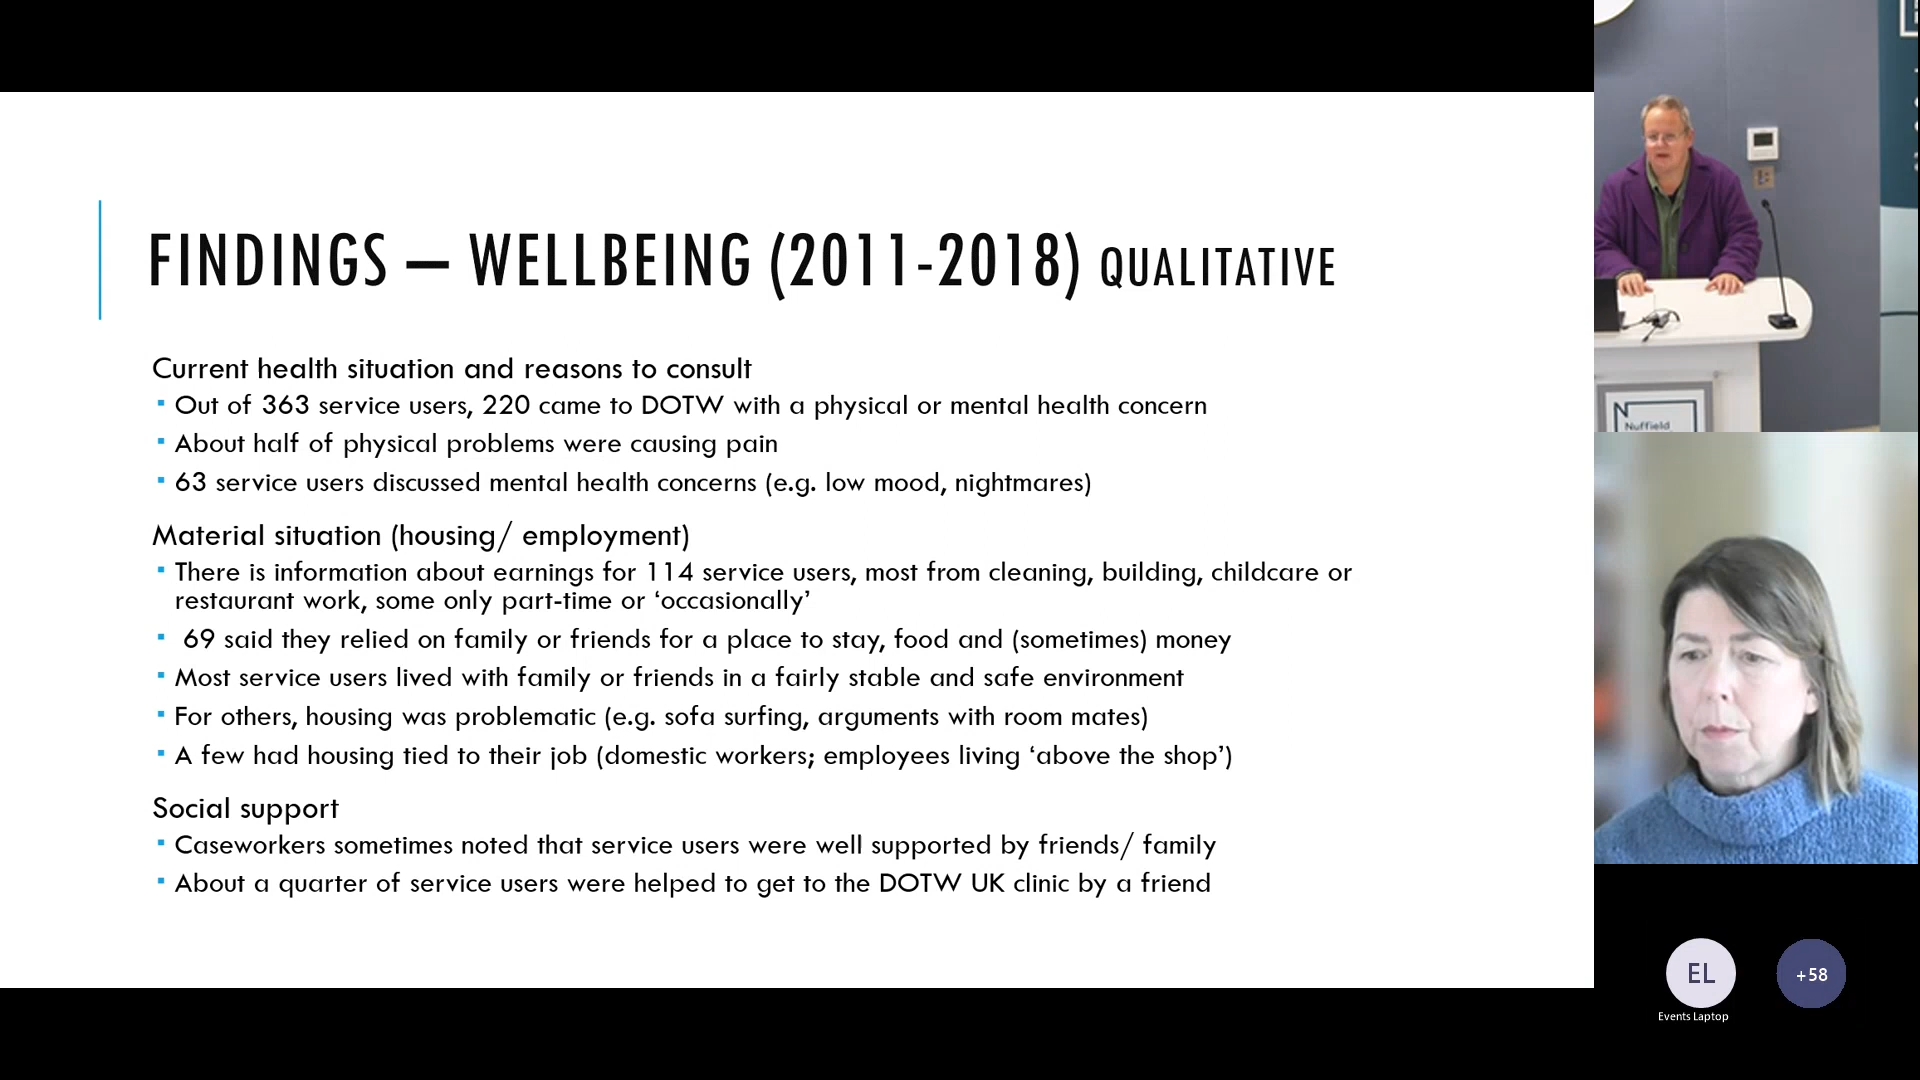 FINDINGS – WELLBEING (2011-2018) QUALITATIVE
Current health situation and reasons to consult
▪ Out of 363 service users, 220 came to DOTW with a physical or mental health concern
▪ About half of physical problems were causing pain
▪ 63 service users discussed mental health concerns (e.g. low mood, nightmares)
Material situation (housing/ employment)
▪ There is information about earnings for 114 service users, most from cleaning, building, childcare or
restaurant work, some only part-time or ‘occasionally’
▪ 69 said they relied on family or friends for a place to stay, food and (sometimes) money
▪ Most service users lived with family or friends in a fairly stable and safe environment
▪ For others, housing was problematic (e.g. sofa surfing, arguments with room mates)
▪ A few had housing tied to their job (domestic workers; employees living ‘above the shop’)
Social support
▪ Caseworkers sometimes noted that service users were well supported by friends/ family
▪ About a quarter of service users were helped to get to the DOTW UK clinic by a friend
N
Nuffield
EL
+58
Events Laptop